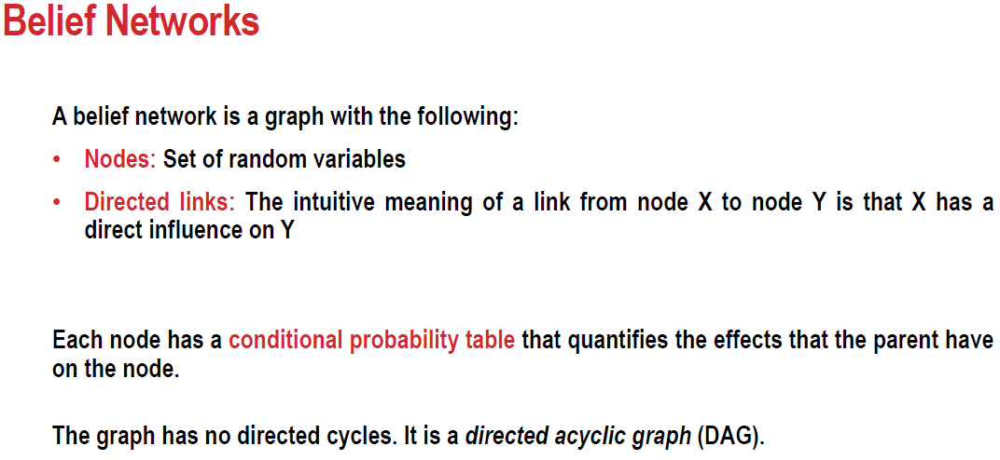 Belief Networks
A belief network is a graph with the following:
• Nodes: Set of random variables
• Directed links: The intuitive meaning of a link from node X to node Y is that X has a
direct influence on Y
Each node has a conditional probability table that quantifies the effects that the parent have
on the node.
The graph has no directed cycles. It is a directed acyclic graph (DAG).